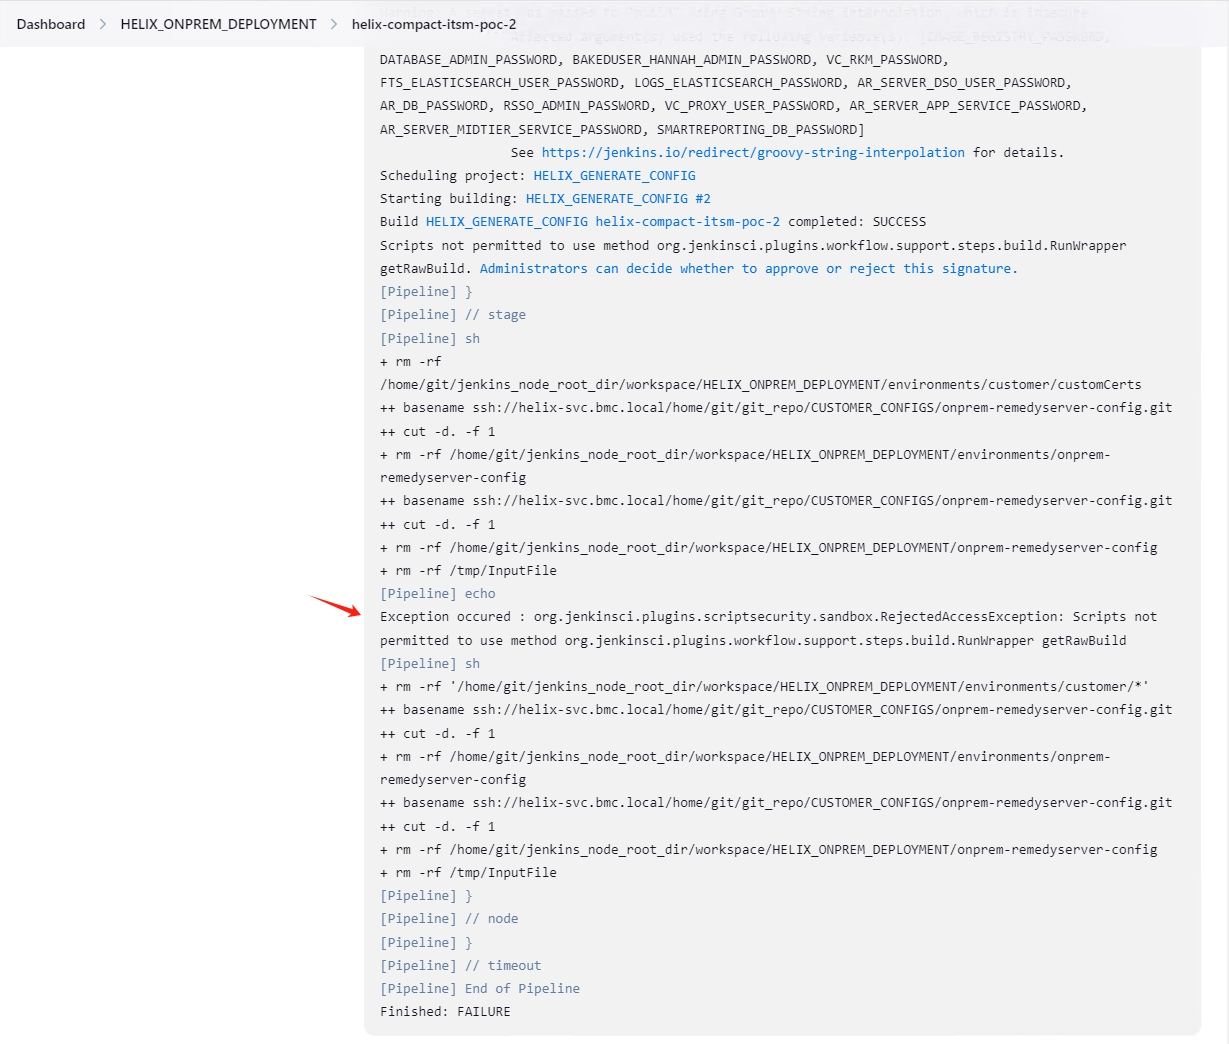 Dashboard > HELIX_ONPREM_DEPLOYMENT > helix-compact-itsm-poc-2
DATABASE_ADMIN_PASSWORD, BAKEDUSER_HANNAH_ADMIN_PASSWORD, VC_RKM_PASSWORD,
FTS_ELASTICSEARCH_USER_PASSWORD, LOGS_ELASTICSEARCH_PASSWORD, AR_SERVER_DSO_USER_PASSWORD,
AR_DB_PASSWORD, RSSO_ADMIN_PASSWORD, VC_PROXY_USER_PASSWORD, AR_SERVER_APP_SERVICE_PASSWORD,
AR_SERVER_MIDTIER_SERVICE_PASSWORD, SMARTREPORTING_DB_PASSWORD]
See https://jenkins.io/redirect/groovy-string-interpolation for details.
Scheduling project: HELIX_GENERATE_CONFIG
Starting building: HELIX_GENERATE_CONFIG #2
Build HELIX_GENERATE_CONFIG helix-compact-itsm-poc-2 completed: SUCCESS
Scripts not permitted to use method org.jenkinsci.plugins.workflow.support.steps.build.RunWrapper
getRawBuild. Administrators can decide whether to approve or reject this signature.
[Pipeline] }
[Pipeline] // stage
[Pipeline] sh
+ rm -rf
/home/git/jenkins_node_root_dir/workspace/HELIX_ONPREM_DEPLOYMENT/environments/customer/customCerts
++ basename ssh://helix-svc.bmc.local/home/git/git_repo/CUSTOMER_CONFIGS/onprem-remedyserver-config.git
++ cut -d. -f 1
+ rm -rf /home/git/jenkins_node_root_dir/workspace/HELIX_ONPREM_DEPLOYMENT/environments/onprem-
remedyserver-config
++ basename ssh://helix-svc.bmc.local/home/git/git_repo/CUSTOMER_CONFIGS/onprem-remedyserver-config.git
++ cut -d. -f 1
+ rm -rf /home/git/jenkins_node_root_dir/workspace/HELIX_ONPREM_DEPLOYMENT/onprem-remedyserver-config
+ rm -rf /tmp/InputFile
[Pipeline] echo
Exception occured : org.jenkinsci.plugins.scriptsecurity.sandbox.RejectedAccessException: Scripts not
permitted to use method org.jenkinsci.plugins.workflow.support.steps.build.RunWrapper getRawBuild
[Pipeline] sh
+ rm -rf '/home/git/jenkins_node_root_dir/workspace/HELIX_ONPREM_DEPLOYMENT/environments/customer/*'
++ basename ssh://helix-svc.bmc.local/home/git/git_repo/CUSTOMER_CONFIGS/onprem-remedyserver-config.git
++ cut -d. -f 1
+ rm -rf /home/git/jenkins_node_root_dir/workspace/HELIX_ONPREM_DEPLOYMENT/environments/onprem-
remedyserver-config
++ basename ssh://helix-svc.bmc.local/home/git/git_repo/CUSTOMER_CONFIGS/onprem-remedyserver-config.git
++ cut -d. -f 1
+ rm -rf /home/git/jenkins_node_root_dir/workspace/HELIX_ONPREM_DEPLOYMENT/onprem-remedyserver-config
+ rm -rf /tmp/InputFile
[Pipeline] }
[Pipeline] // node
[Pipeline] }
[Pipeline] // timeout
[Pipeline] End of Pipeline
Finished: FAILURE